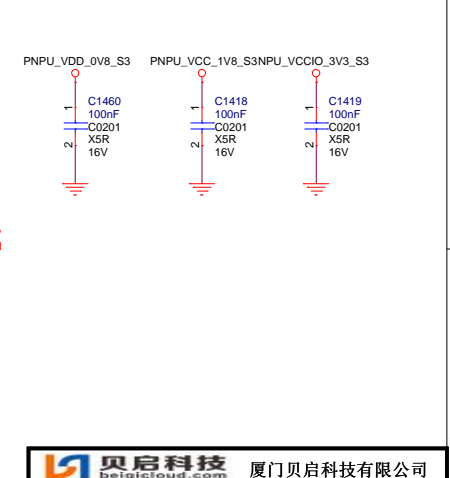 PNPU_VDD_0V8_S3 PNPU_VCC_1V8_S3NPU_VCCIO_3V3_S3
1 C1460 1 C1418 1 C1419
100nF 100nF 100nF
C0201 C0201 C0201
2 X5R 2 X5R 2 X5R
16V 16V 16V
贝启科技 厦门贝启科技有限公司
beiqicloud.com